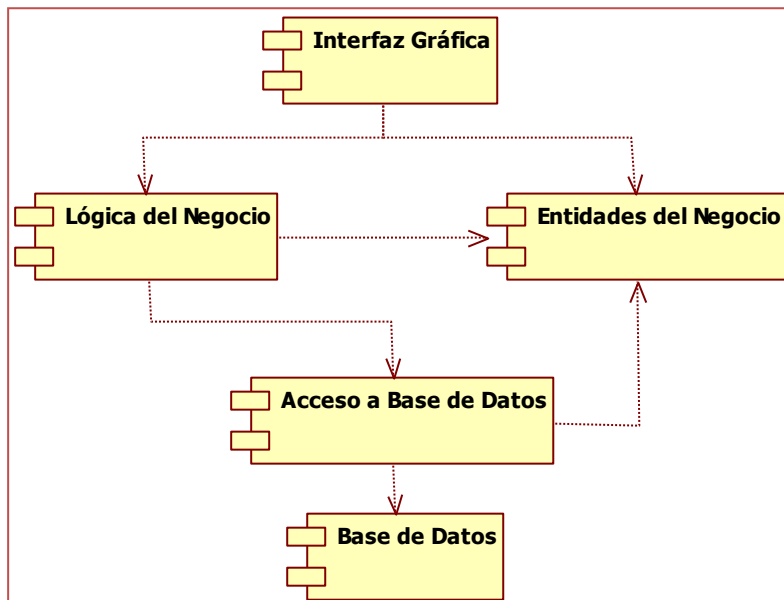 Interfaz Gráfica
Lógica del Negocio
Entidades del Negocio
Acceso a Base de Datos
Base de Datos